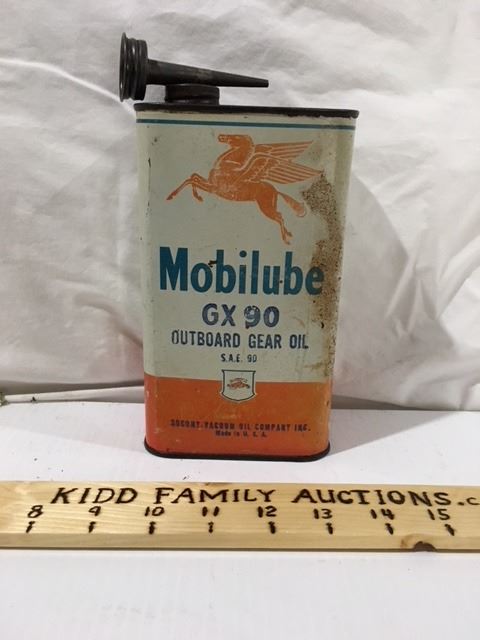 Mobilube
GX 90
OUTBOARD GEAR OIL
S.A.E. 90
SOCONY-VACUUM OIL COMPANY INC.
Made in U.S.A.
KIDD FAMILY AUCTIONS.c
8 9 10 11 12 13 14 15